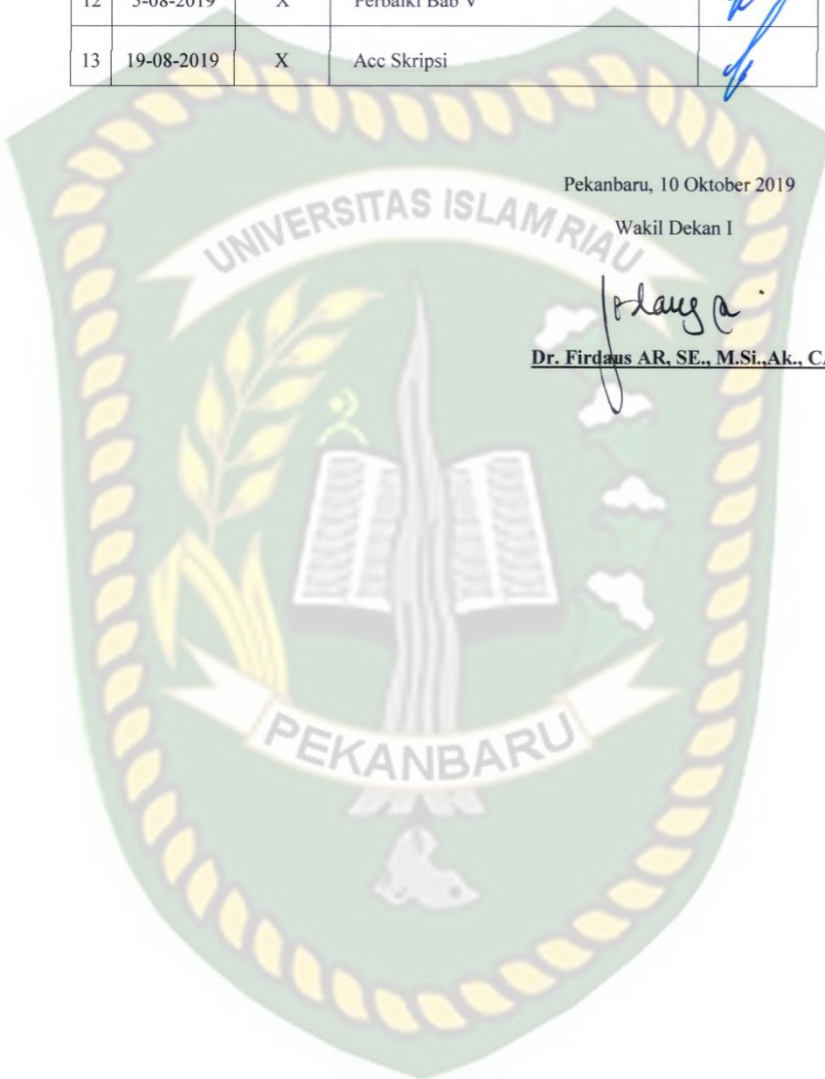 12 5-08-2019 X Perbaiki Bab V
13 19-08-2019 X Acc Skripsi
Pekanbaru, 10 Oktober 2019
Wakil Dekan I
Dr. Firdaus AR, SE., M.Si.,Ak., CA
UNIVERSITAS ISLAM RIAU
PEKANBARU